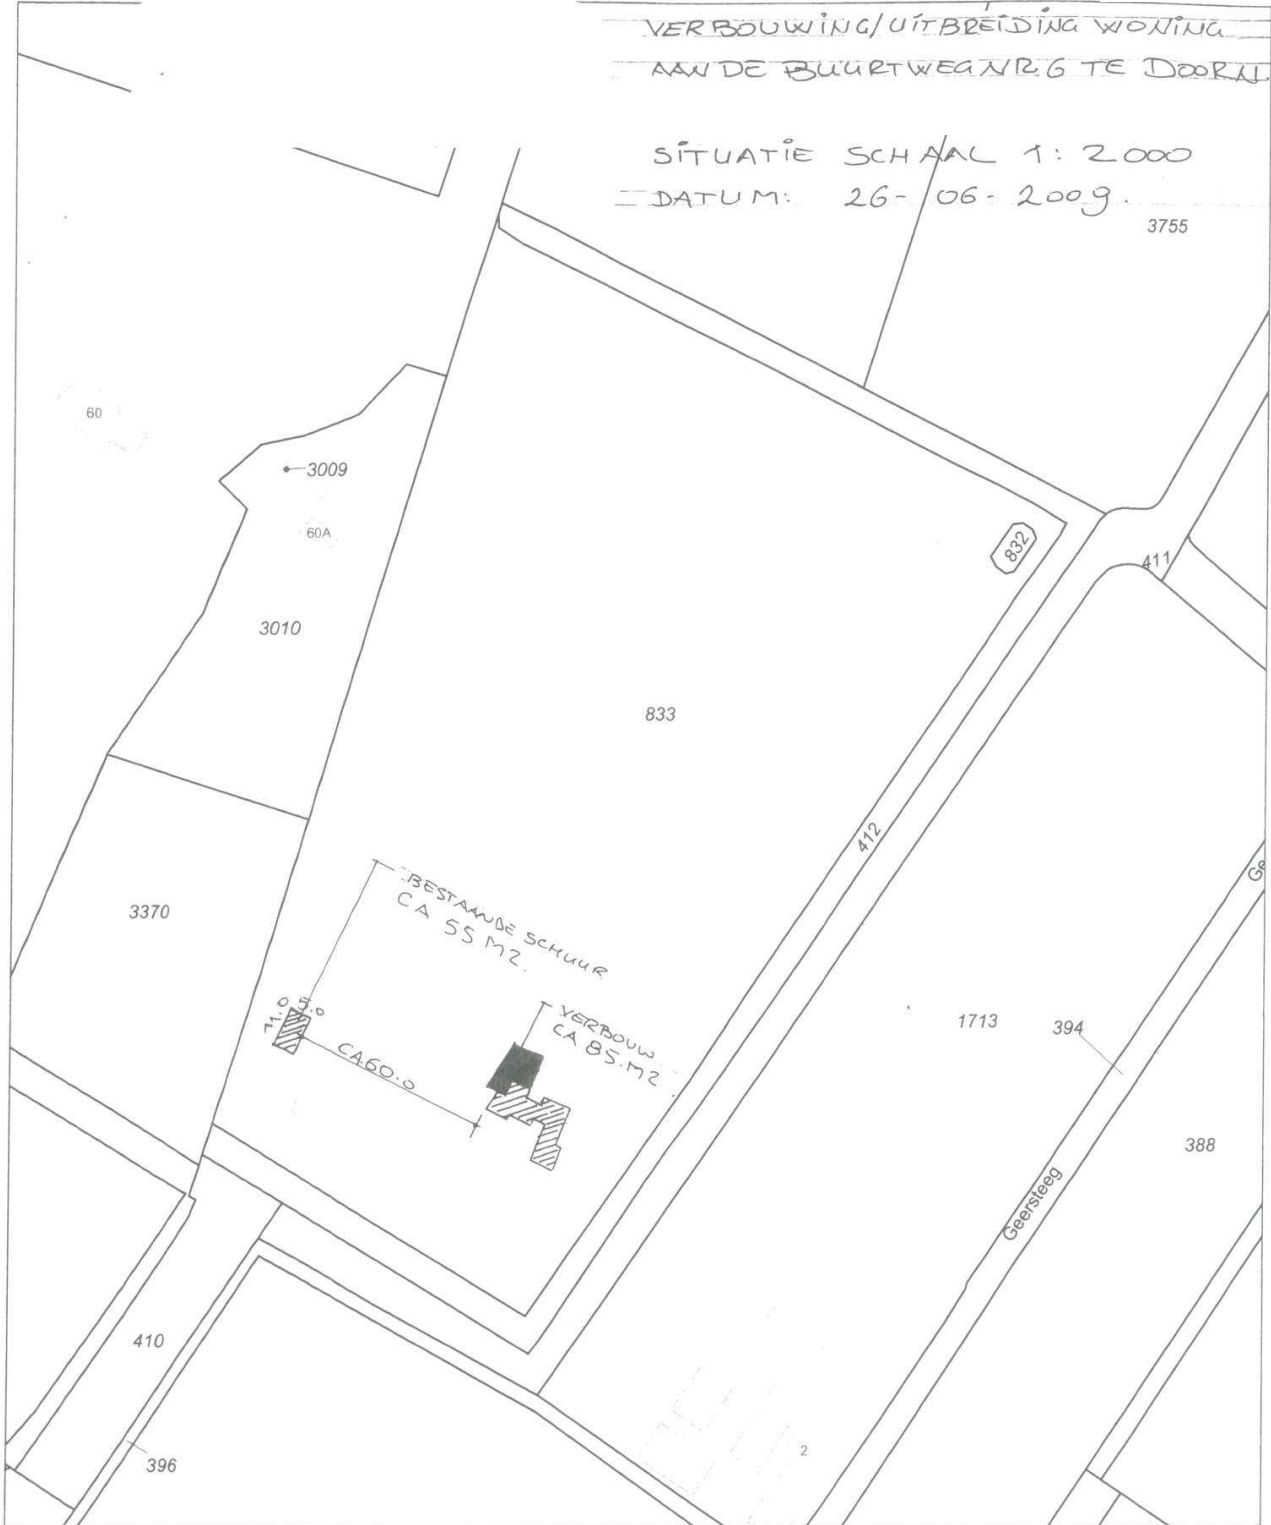 VERBOUWING/UITBREIDING WONING
AAN DE BUURTWEG NR 6 TE DOORN
SITUATIE SCHAAL 1:2000
DATUM: 26-06-2009.
3755
60
3009
60A
832
411
3010
833
412
Ge
BESTAANDE SCHUUR
CA 55 M2.
3370
11.0 5.0
VERBOUW
CA 85.M2
CA 60.0
1713
394
388
Geersteeg
410
2
396